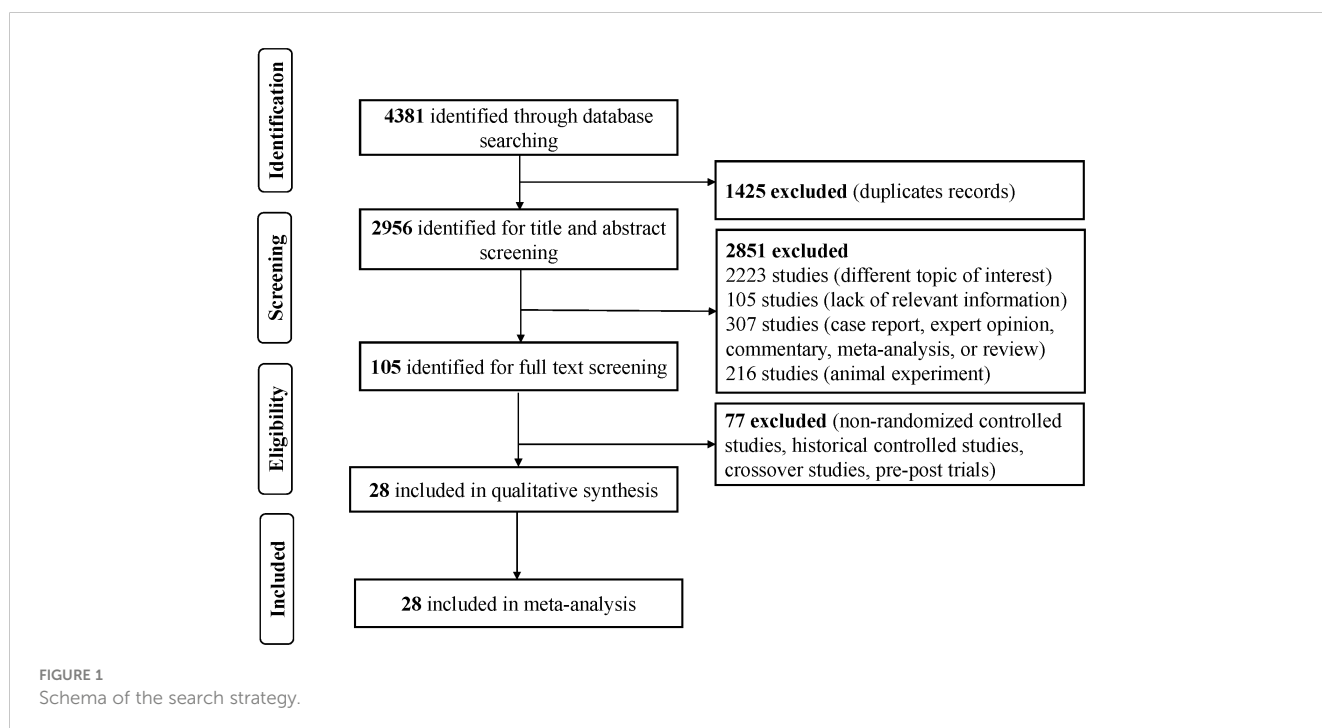 Identification
4381 identified through database
searching
1425 excluded (duplicates records)
Screening
2956 identified for title and abstract
screening
2851 excluded
2223 studies (different topic of interest)
105 studies (lack of relevant information)
307 studies (case report, expert opinion,
commentary, meta-analysis, or review)
216 studies (animal experiment)
105 identified for full text screening
Eligibility
77 excluded (non-randomized controlled
studies, historical controlled studies,
crossover studies, pre-post trials)
28 included in qualitative synthesis
Included
28 included in meta-analysis
FIGURE 1
Schema of the search strategy.